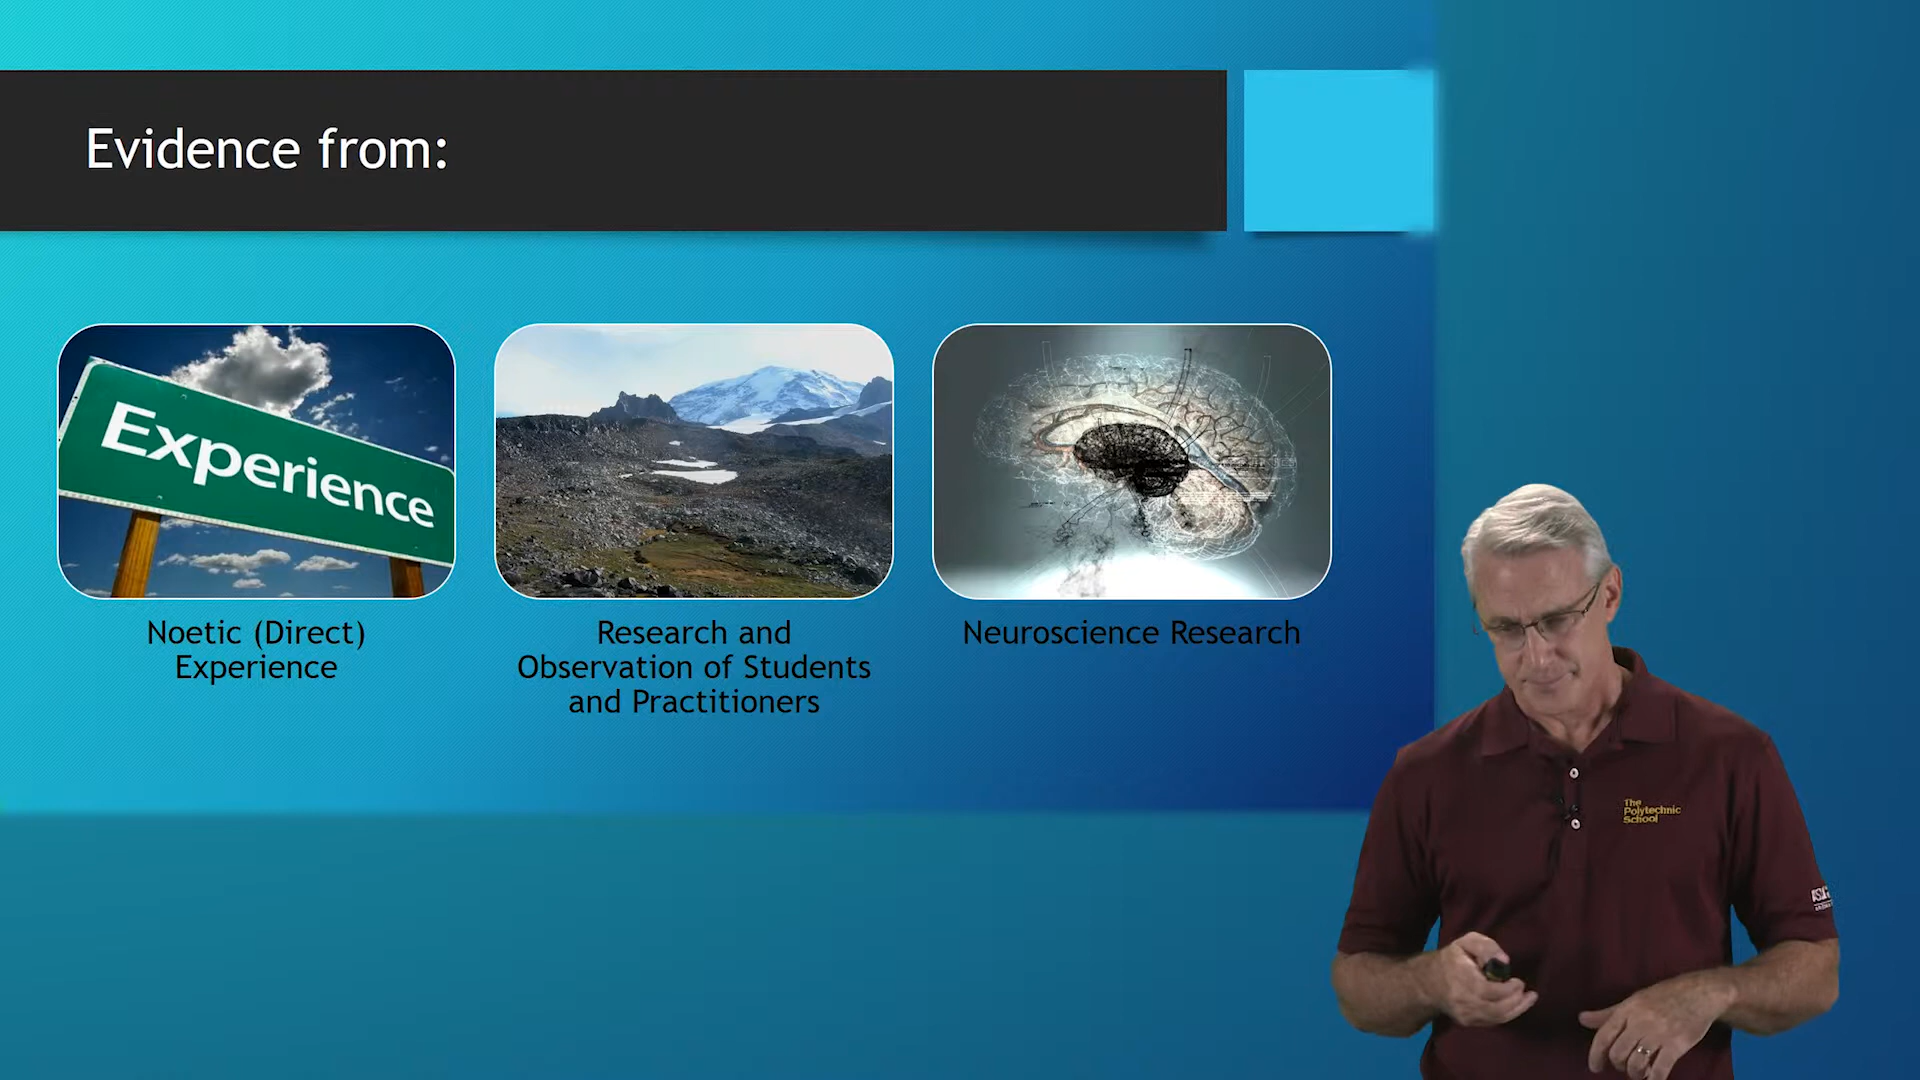 Evidence from:
Experience
Noetic (Direct)
Experience
Research and
Observation of Students
and Practitioners
Neuroscience Research
The
Polytechnic
School